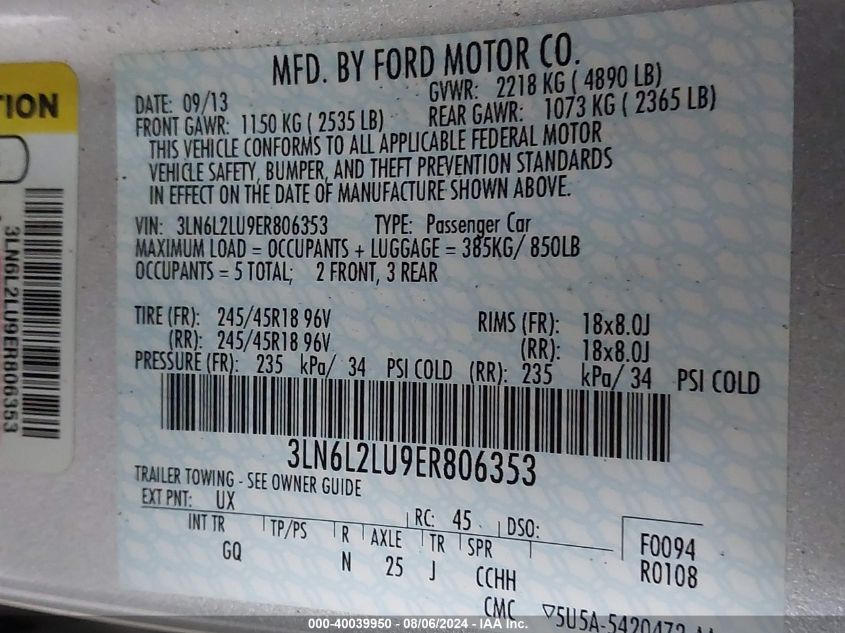 TION
3LN6L2LU9ER806353
MFD. BY FORD MOTOR CO.
DATE: 09/13 GVWR: 2218 KG ( 4890 LB)
FRONT GAWR: 1150 KG ( 2535 LB) REAR GAWR: 1073 KG ( 2365 LB)
THIS VEHICLE CONFORMS TO ALL APPLICABLE FEDERAL MOTOR
VEHICLE SAFETY, BUMPER, AND THEFT PREVENTION STANDARDS
IN EFFECT ON THE DATE OF MANUFACTURE SHOWN ABOVE.
VIN: 3LN6L2LU9ER806353 TYPE: Passenger Car
MAXIMUM LOAD = OCCUPANTS + LUGGAGE = 385KG/ 850LB
OCCUPANTS = 5 TOTAL; 2 FRONT, 3 REAR
TIRE (FR): 245/45R18 96V RIMS (FR): 18x8.0J
(RR): 245/45R18 96V (RR): 18x8.0J
PRESSURE (FR): 235 kPa/ 34 PSI COLD (RR): 235 kPa/ 34 PSI COLD
3LN6L2LU9ER806353
TRAILER TOWING - SEE OWNER GUIDE
EXT PNT: UX RC: 45 DSO:
INT TR TP/PS R AXLE TR SPR F0094
GQ N 25 J CCHH R0108
CMC 5U5A-5420472-
000-40039950 - 08/06/2024 - IAA Inc.